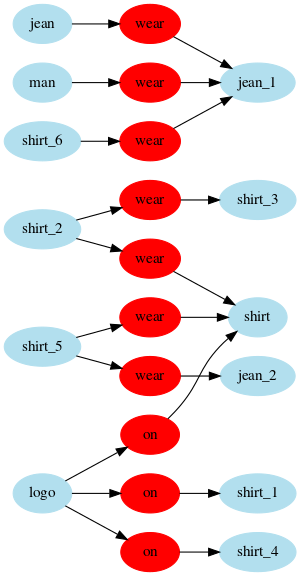 jean wear
man wear jean_1
shirt_6 wear
shirt_2 wear shirt_3
wear
shirt_5 wear shirt
wear jean_2
on
logo on shirt_1
on shirt_4